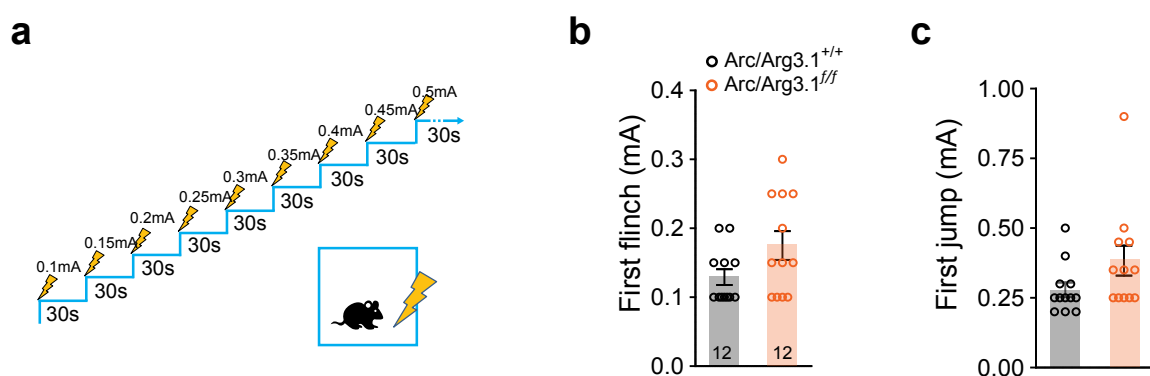 a
0.1mA
30s
0.15mA
30s
0.2mA
30s
0.25mA
30s
0.3mA
30s
0.35mA
30s
0.4mA
30s
0.45mA
30s
0.5mA
30s
b
Arc/Arg3.1+/+
Arc/Arg3.1f/f
First flinch (mA)
0.4
0.3
0.2
0.1
0.0
12
12
c
First jump (mA)
1.00
0.75
0.50
0.25
0.00